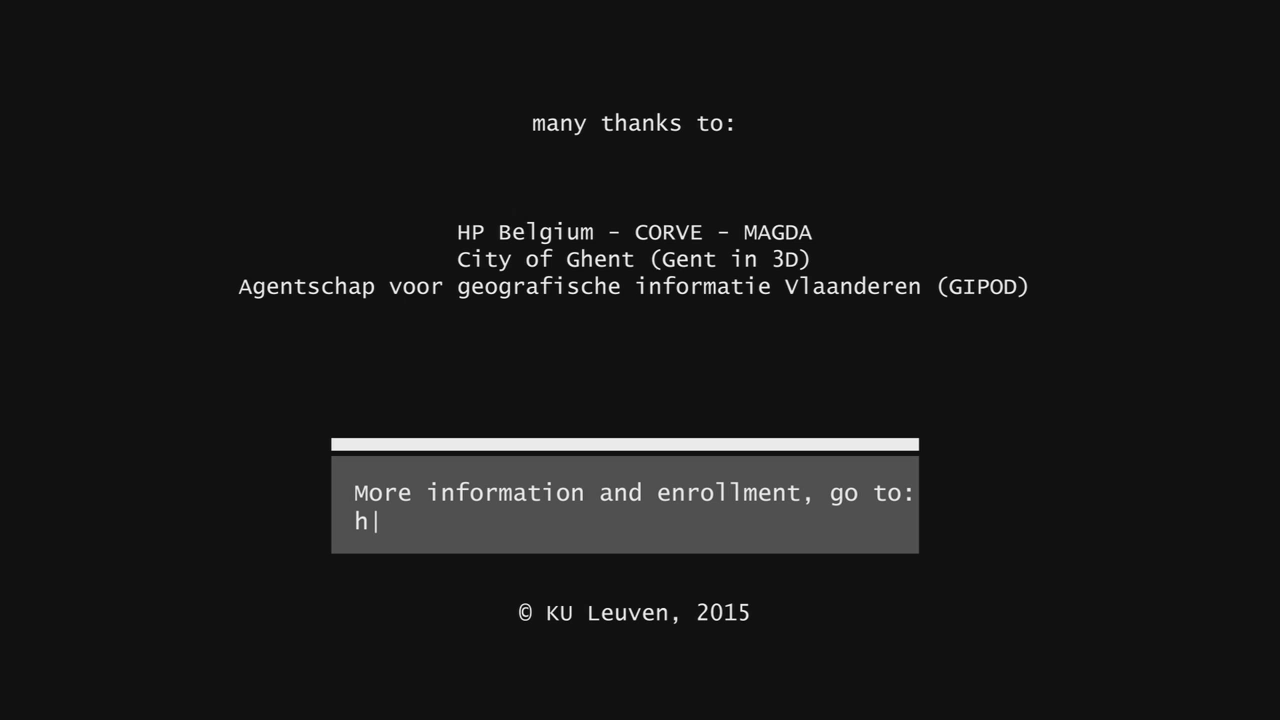 many thanks to:
HP Belgium - CORVE - MAGDA
City of Ghent (Gent in 3D)
Agentschap voor geografische informatie Vlaanderen (GIPOD)
More information and enrollment, go to:
h|
© KU Leuven, 2015